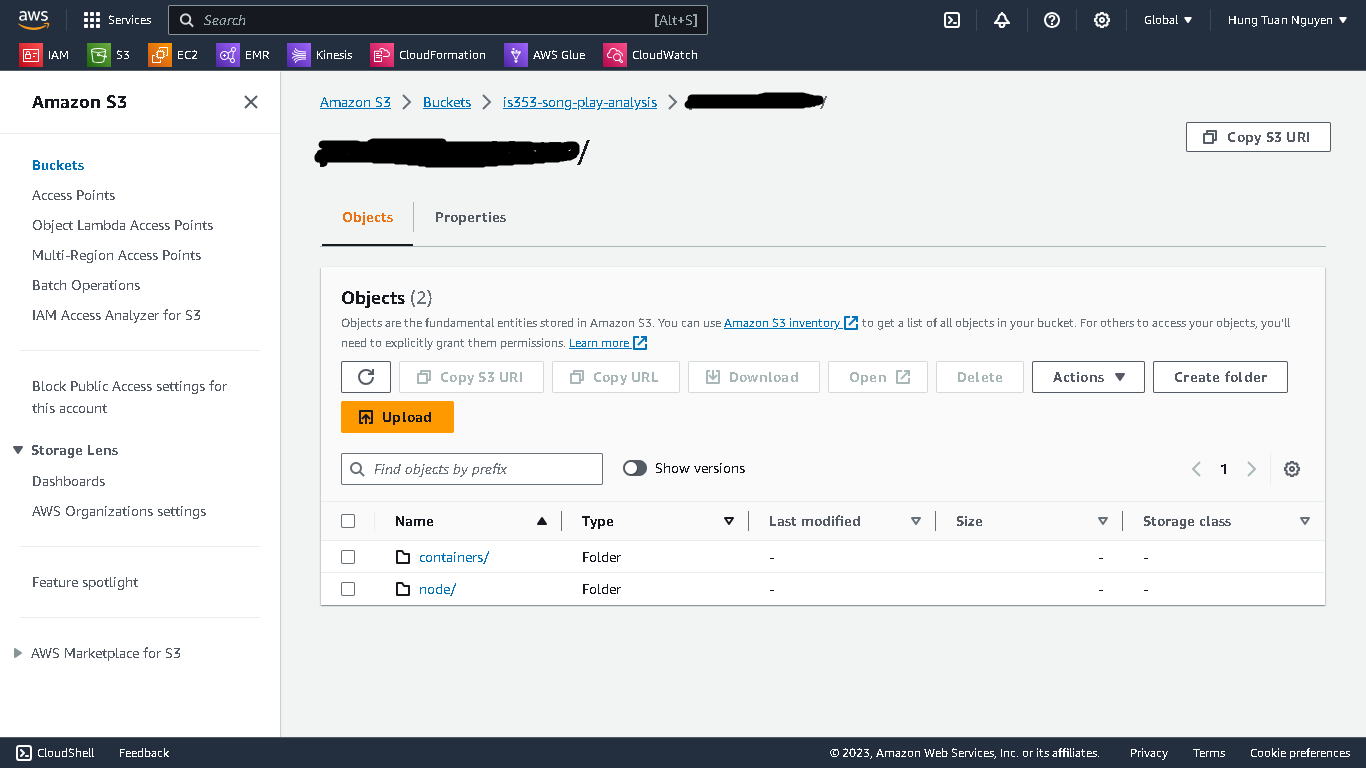 aws Services Search [Alt+S] Global Hung Tuan Nguyen
IAM S3 EC2 EMR Kinesis CloudFormation AWS Glue CloudWatch
Amazon S3
Buckets
Access Points
Object Lambda Access Points
Multi-Region Access Points
Batch Operations
IAM Access Analyzer for S3
Block Public Access settings for
this account
Storage Lens
Dashboards
AWS Organizations settings
Feature spotlight
AWS Marketplace for S3
Amazon S3 Buckets is353-song-play-analysis /
/
Copy S3 URI
Objects Properties
Objects (2)
Objects are the fundamental entities stored in Amazon S3. You can use Amazon S3 inventory to get a list of all objects in your bucket. For others to access your objects, you'll
need to explicitly grant them permissions. Learn more
Copy S3 URI Copy URL Download Open Delete Actions Create folder
Upload
Find objects by prefix Show versions 1
Name Type Last modified Size Storage class
containers/ Folder - - -
node/ Folder - - -
CloudShell Feedback © 2023, Amazon Web Services, Inc. or its affiliates. Privacy Terms Cookie preferences